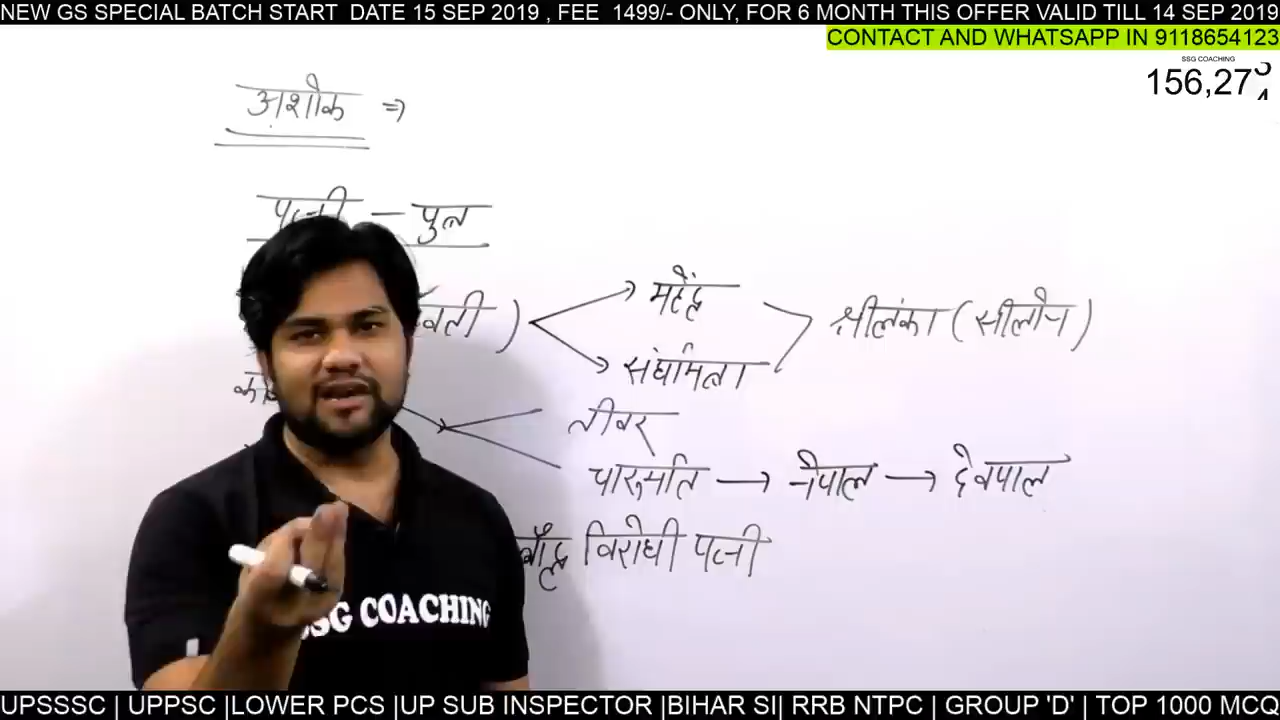 NEW GS SPECIAL BATCH START DATE 15 SEP 2019 , FEE 1499/- ONLY, FOR 6 MONTH THIS OFFER VALID TILL 14 SEP 2019
CONTACT AND WHATSAPP IN 9118654123
SSG COACHING
156,27
अशोक ⇒
पत्नी — पुत्र
वती )
महेंद्र
श्रीलंका ( सीलोन )
संघमित्रा
तीवर
चारुमति → नेपाल → देवपाल
बौद्ध विरोधी पत्नी
SSG COACHING
UPSSSC | UPPSC |LOWER PCS |UP SUB INSPECTOR |BIHAR SI| RRB NTPC | GROUP 'D' | TOP 1000 MCQ